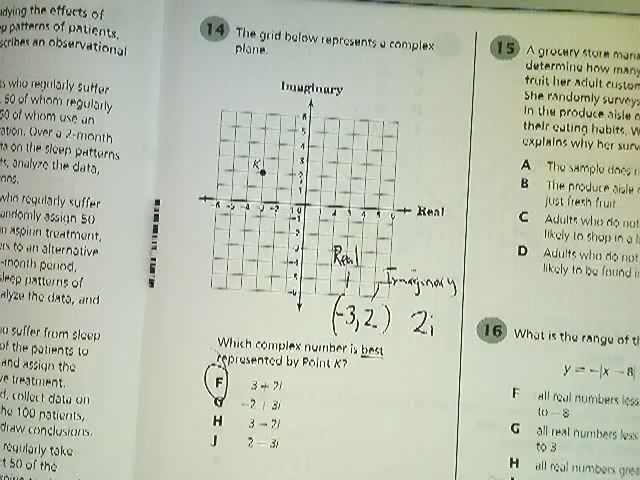 udying the effects of
p patterns of patients,
scribes an observational
ts who regularly suffer
, 50 of whom regularly
50 of whom use an
ation. Over a 2-month
ta on the sleep patterns
ts, analyze the data,
ons.
who regularly suffer
andomly assign 50
n aspirin treatment,
ers to an alternative
-month period,
sleep patterns of
alyze the data, and
o suffer from sleep
of the patients to
and assign the
ve treatment.
d, collect data on
he 100 patients,
draw conclusions.
regularly take
t 50 of the
14 The grid below represents a complex
plane.
Imaginary
K
Real
Real
, Imaginary
(-3,2) 2i
Which complex number is best
represented by Point K?
F
G -2 + 3i
H
J
15 A grocery store mana
determine how many
fruit her adult custom
She randomly surveys
in the produce aisle o
their eating habits. W
explains why her surv
A The sample does n
B The produce aisle
just fresh fruit.
C Adults who do not
likely to shop in a
D Adults who do not
likely to be found i
16 What is the range of th
y = -|x - 8|
F all real numbers less
to -8
G all real numbers less
to 3
H all real numbers grea